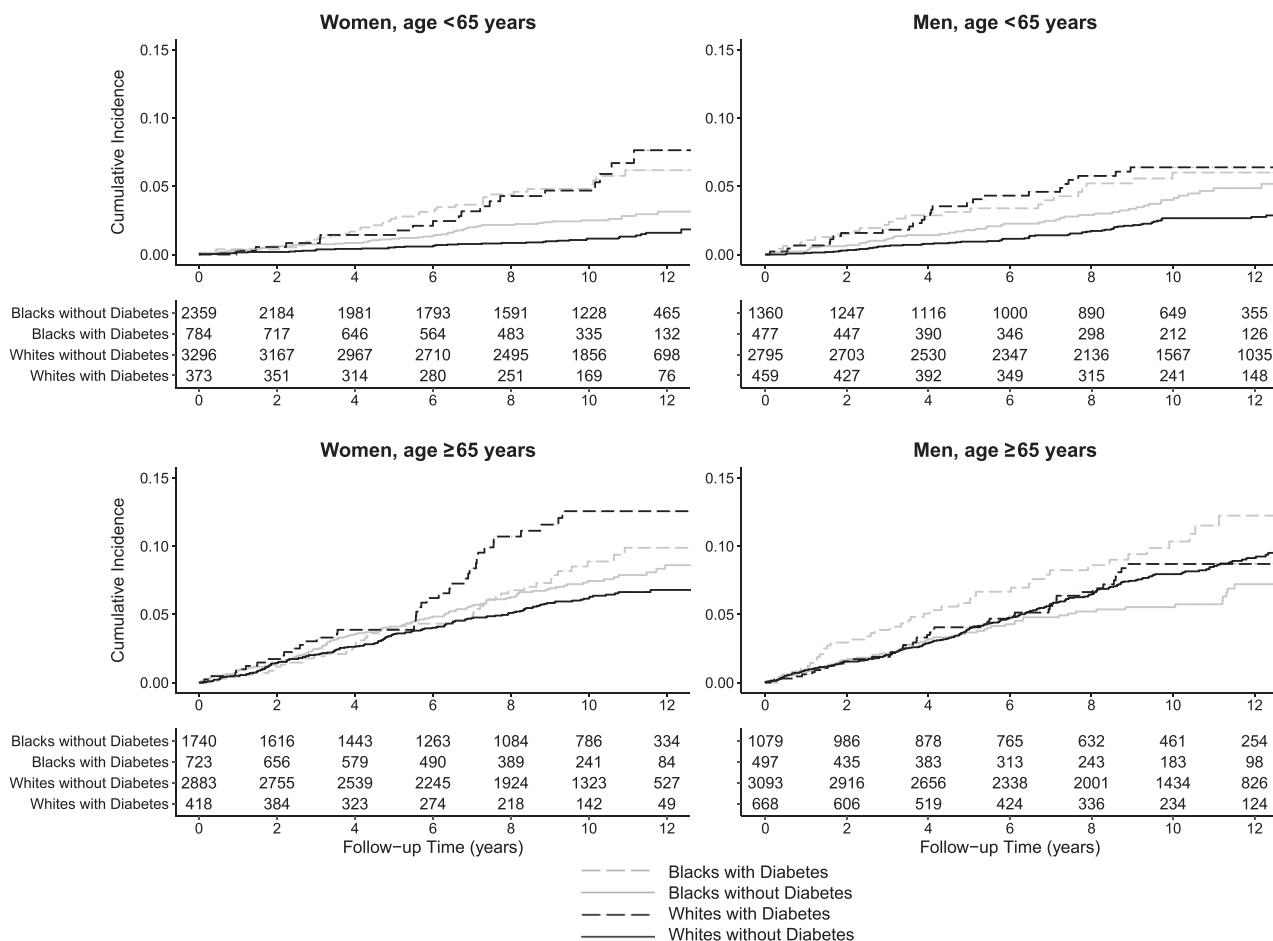 Women, age <65 years
Men, age <65 years
Cumulative Incidence
0.15
0.10
0.05
0.00
0 2 4 6 8 10 12
0.15
0.10
0.05
0.00
0 2 4 6 8 10 12
Blacks without Diabetes 2359 2184 1981 1793 1591 1228 465
Blacks with Diabetes 784 717 646 564 483 335 132
Whites without Diabetes 3296 3167 2967 2710 2495 1856 698
Whites with Diabetes 373 351 314 280 251 169 76
0 2 4 6 8 10 12
1360 1247 1116 1000 890 649 355
477 447 390 346 298 212 126
2795 2703 2530 2347 2136 1567 1035
459 427 392 349 315 241 148
0 2 4 6 8 10 12
Women, age ≥65 years
Men, age ≥65 years
Cumulative Incidence
0.15
0.10
0.05
0.00
0 2 4 6 8 10 12
0.15
0.10
0.05
0.00
0 2 4 6 8 10 12
Blacks without Diabetes 1740 1616 1443 1263 1084 786 334
Blacks with Diabetes 723 656 579 490 389 241 84
Whites without Diabetes 2883 2755 2539 2245 1924 1323 527
Whites with Diabetes 418 384 323 274 218 142 49
0 2 4 6 8 10 12
Follow−up Time (years)
1079 986 878 765 632 461 254
497 435 383 313 243 183 98
3093 2916 2656 2338 2001 1434 826
668 606 519 424 336 234 124
0 2 4 6 8 10 12
Follow−up Time (years)
Blacks with Diabetes
Blacks without Diabetes
Whites with Diabetes
Whites without Diabetes